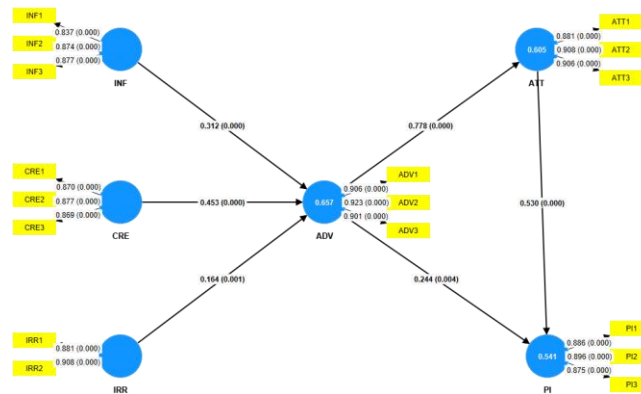 INF1
0.837 (0.000)
INF2
0.874 (0.000)
0.877 (0.000)
INF3
INF
ATT1
0.881 (0.000)
0.605
0.908 (0.000)
ATT2
0.906 (0.000)
ATT3
ATT
0.312 (0.000)
0.778 (0.000)
CRE1
0.870 (0.000)
CRE2
0.877 (0.000)
0.869 (0.000)
CRE3
CRE
0.453 (0.000)
ADV1
0.906 (0.000)
0.657
0.923 (0.000)
ADV2
0.901 (0.000)
ADV3
ADV
0.530 (0.000)
0.164 (0.001)
0.244 (0.004)
IRR1
0.881 (0.000)
0.908 (0.000)
IRR2
IRR
PI1
0.886 (0.000)
0.541
0.896 (0.000)
PI2
0.875 (0.000)
PI3
PI